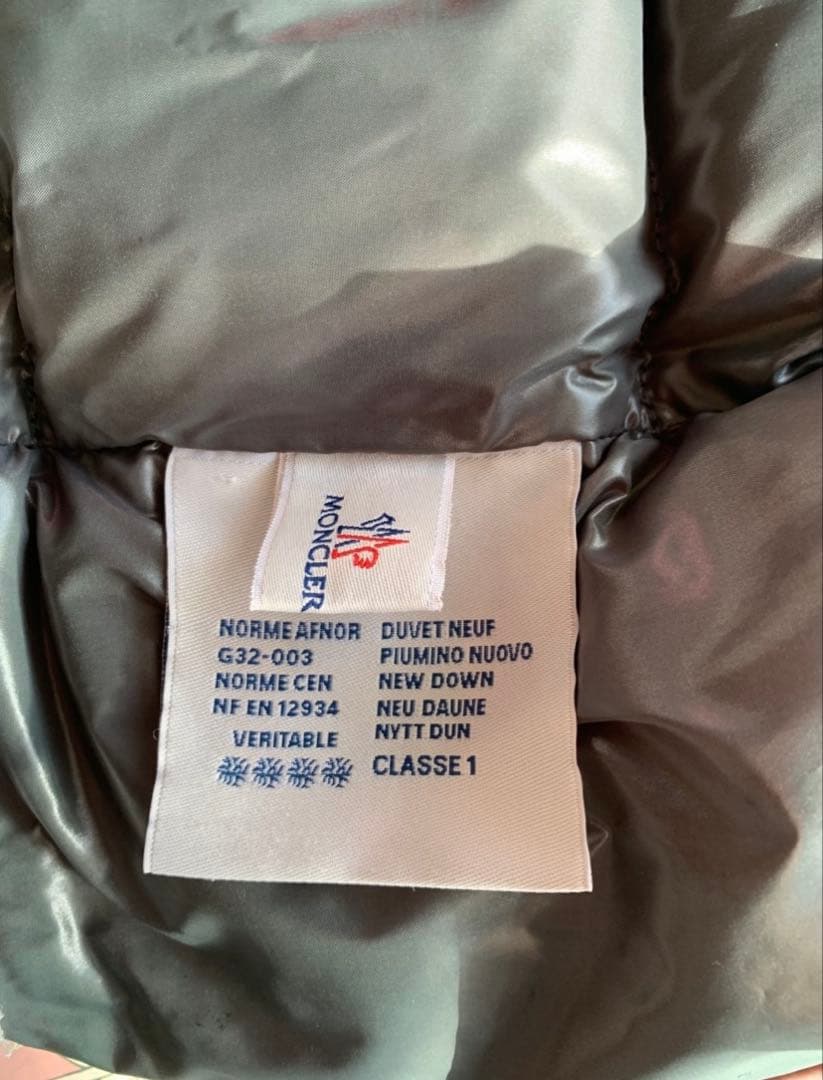 MONCLER
NORME AFNOR
G32-003
NORME CEN
NF EN 12934
VERITABLE
DUVET NEUF
PIUMINO NUOVO
NEW DOWN
NEU DAUNE
NYTT DUN
CLASSE 1